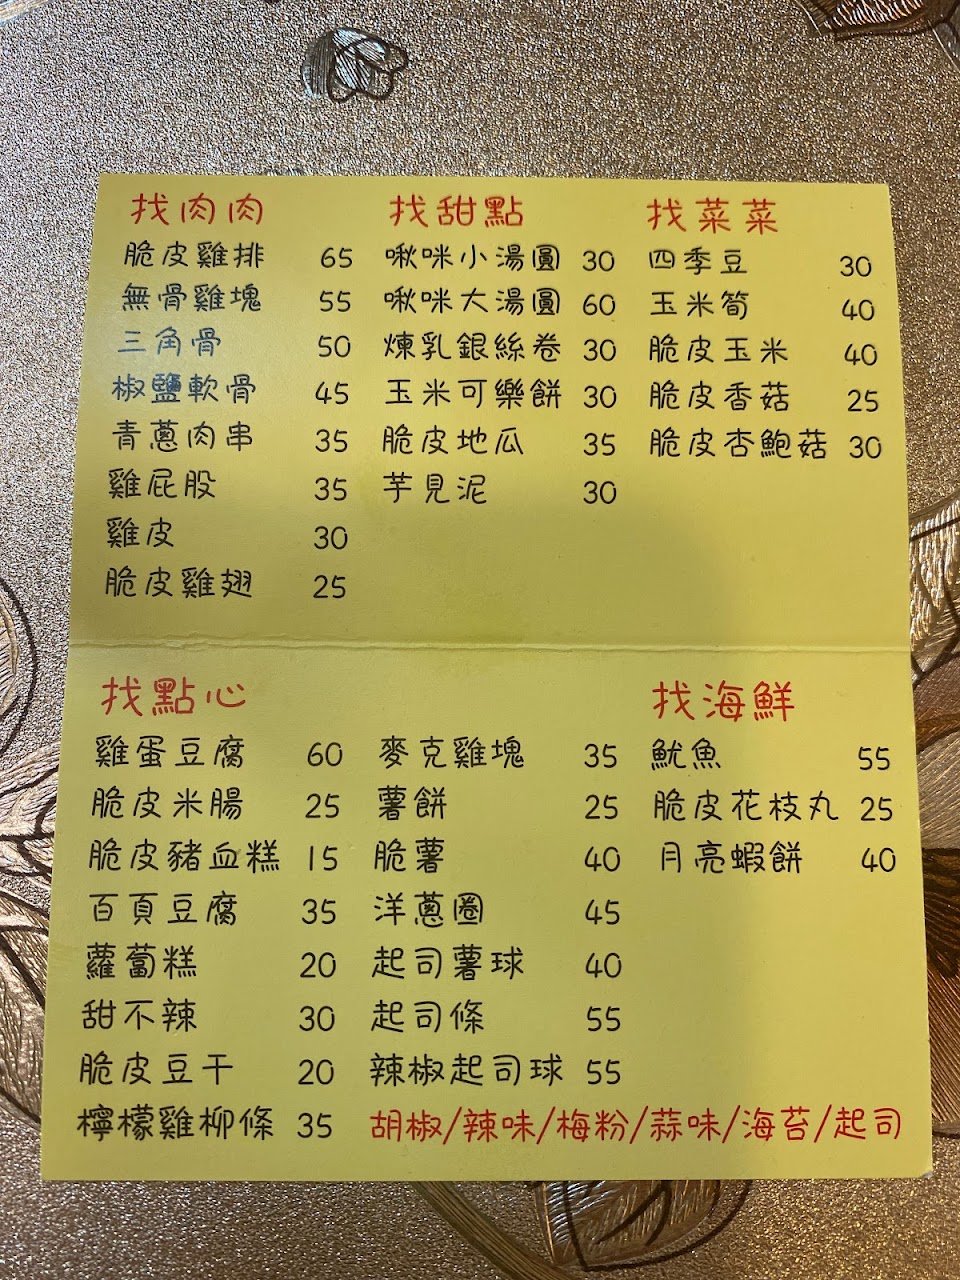 找肉肉
脆皮雞排 65
無骨雞塊 55
三角骨 50
椒鹽軟骨 45
青蔥肉串 35
雞屁股 35
雞皮 30
脆皮雞翅 25
找甜點
啾咪小湯圓 30
啾咪大湯圓 60
煉乳銀絲卷 30
玉米可樂餅 30
脆皮地瓜 35
芋見泥 30
找菜菜
四季豆 30
玉米筍 40
脆皮玉米 40
脆皮香菇 25
脆皮杏鮑菇 30
找點心
雞蛋豆腐 60
脆皮米腸 25
脆皮豬血糕 15
百頁豆腐 35
蘿蔔糕 20
甜不辣 30
脆皮豆干 20
檸檬雞柳條 35
麥克雞塊 35
薯餅 25
脆薯 40
洋蔥圈 45
起司薯球 40
起司條 55
辣椒起司球 55
找海鮮
魷魚 55
脆皮花枝丸 25
月亮蝦餅 40
胡椒/辣味/梅粉/蒜味/海苔/起司